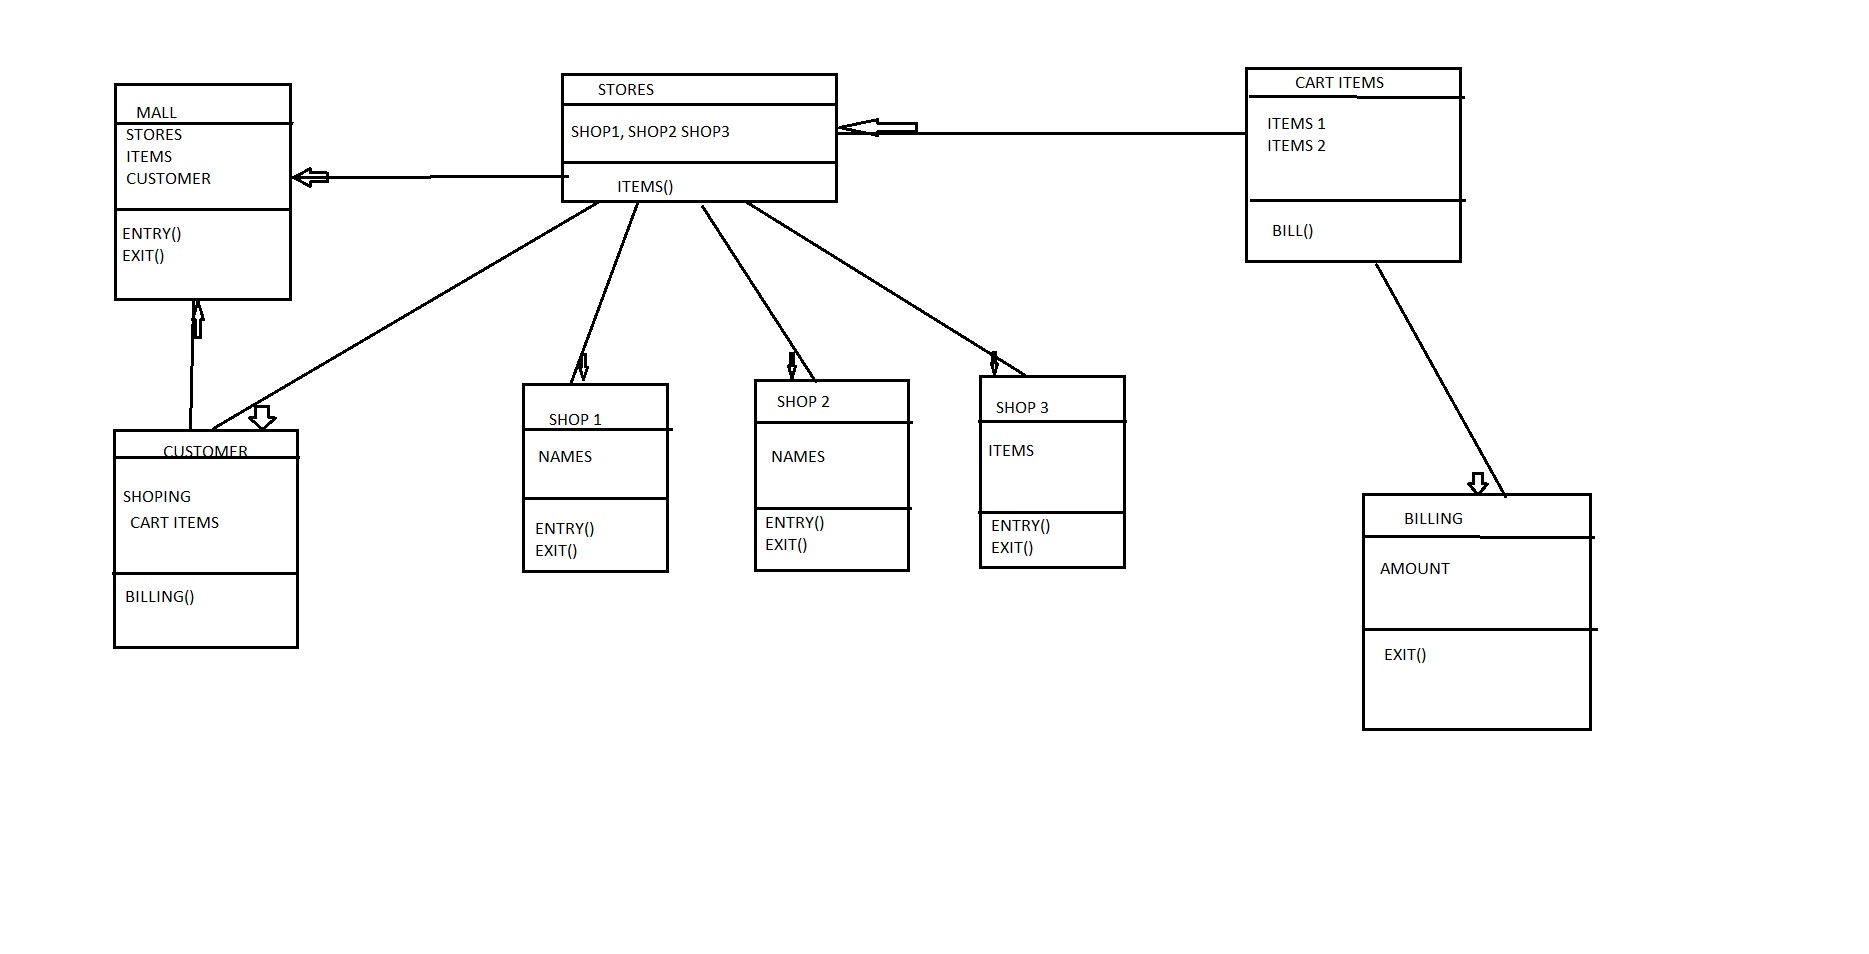 MALL
STORES
ITEMS
CUSTOMER
ENTRY()
EXIT()
STORES
SHOP1, SHOP2 SHOP3
ITEMS()
CART ITEMS
ITEMS 1
ITEMS 2
BILL()
CUSTOMER
SHOPING
CART ITEMS
BILLING()
SHOP 1
NAMES
ENTRY()
EXIT()
SHOP 2
NAMES
ENTRY()
EXIT()
SHOP 3
ITEMS
ENTRY()
EXIT()
BILLING
AMOUNT
EXIT()